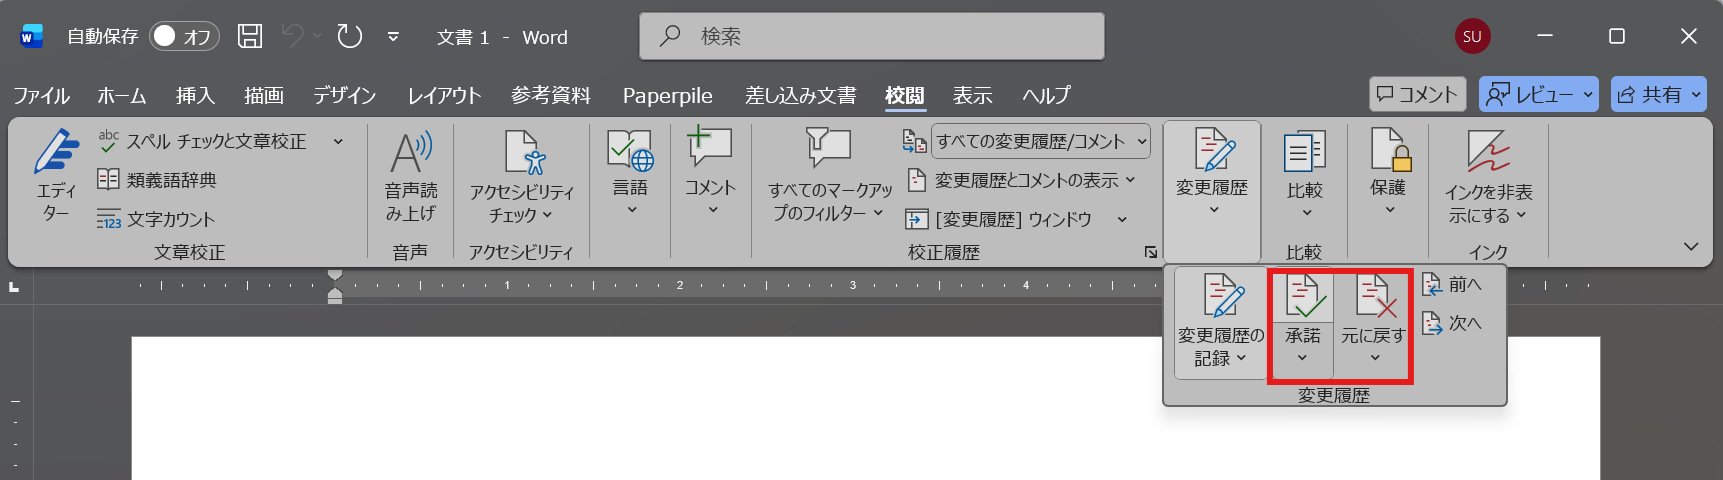 自動保存 オフ 文書 1 - Word 検索 SU
ファイル ホーム 挿入 描画 デザイン レイアウト 参考資料 Paperpile 差し込み文書 校閲 表示 ヘルプ コメント レビュー 共有
エディ
ター
abc スペル チェックと文章校正
類義語辞典
123 文字カウント
文章校正
音声読
み上げ
音声
アクセシビリティ
チェック
アクセシビリティ
言語
コメント
すべてのマークアッ
プのフィルター
すべての変更履歴/コメント
変更履歴とコメントの表示
[変更履歴] ウィンドウ
校正履歴
変更履歴
比較
比較
保護
インクを非表
示にする
インク
変更履歴の
記録
承諾
元に戻す
前へ
次へ
変更履歴
1 2 3 4